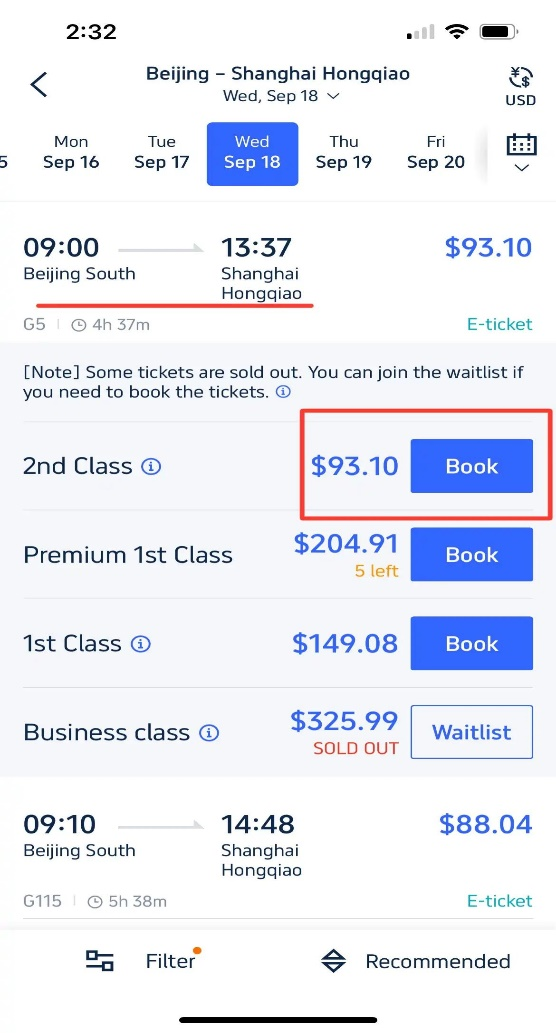 2:32
Beijing – Shanghai Hongqiao
Wed, Sep 18
USD
5
Mon
Sep 16
Tue
Sep 17
Wed
Sep 18
Thu
Sep 19
Fri
Sep 20
09:00
13:37
$93.10
Beijing South
Shanghai
Hongqiao
G5
4h 37m
E-ticket
[Note] Some tickets are sold out. You can join the waitlist if
you need to book the tickets.
2nd Class
$93.10
Book
Premium 1st Class
$204.91
5 left
Book
1st Class
$149.08
Book
Business class
$325.99
SOLD OUT
Waitlist
09:10
14:48
$88.04
Beijing South
Shanghai
Hongqiao
G115
5h 38m
E-ticket
Filter
Recommended